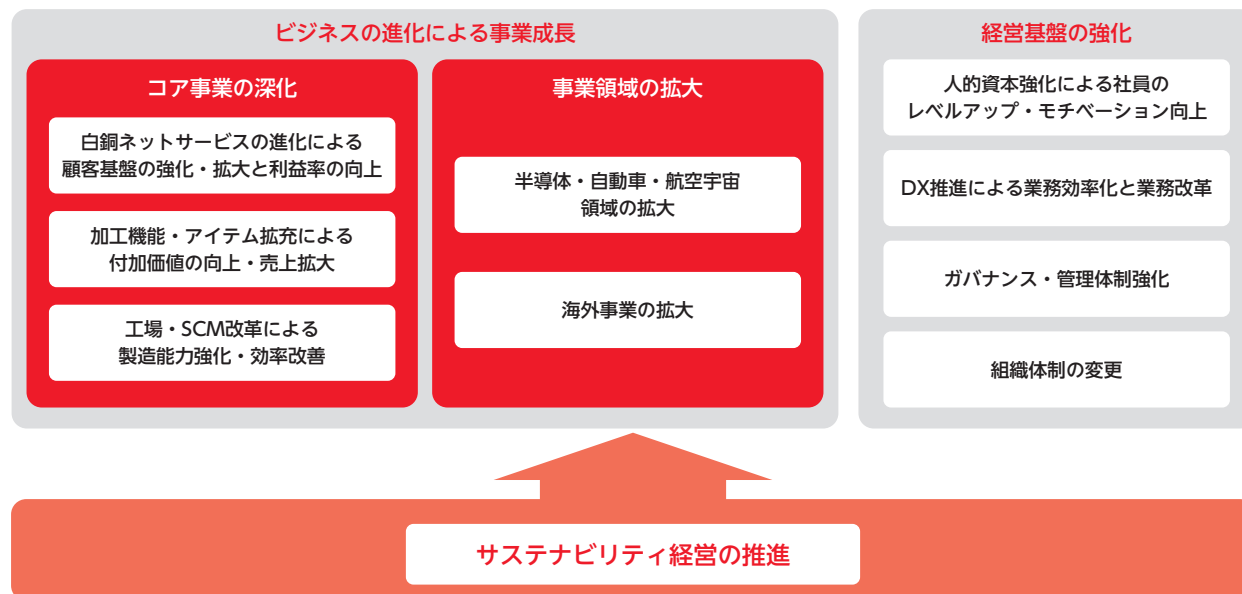 ビジネスの進化による事業成長
コア事業の深化
白銅ネットサービスの進化による
顧客基盤の強化・拡大と利益率の向上
加工機能・アイテム拡充による
付加価値の向上・売上拡大
工場・SCM改革による
製造能力強化・効率改善
事業領域の拡大
半導体・自動車・航空宇宙
領域の拡大
海外事業の拡大
経営基盤の強化
人的資本強化による社員の
レベルアップ・モチベーション向上
DX推進による業務効率化と業務改革
ガバナンス・管理体制強化
組織体制の変更
サステナビリティ経営の推進